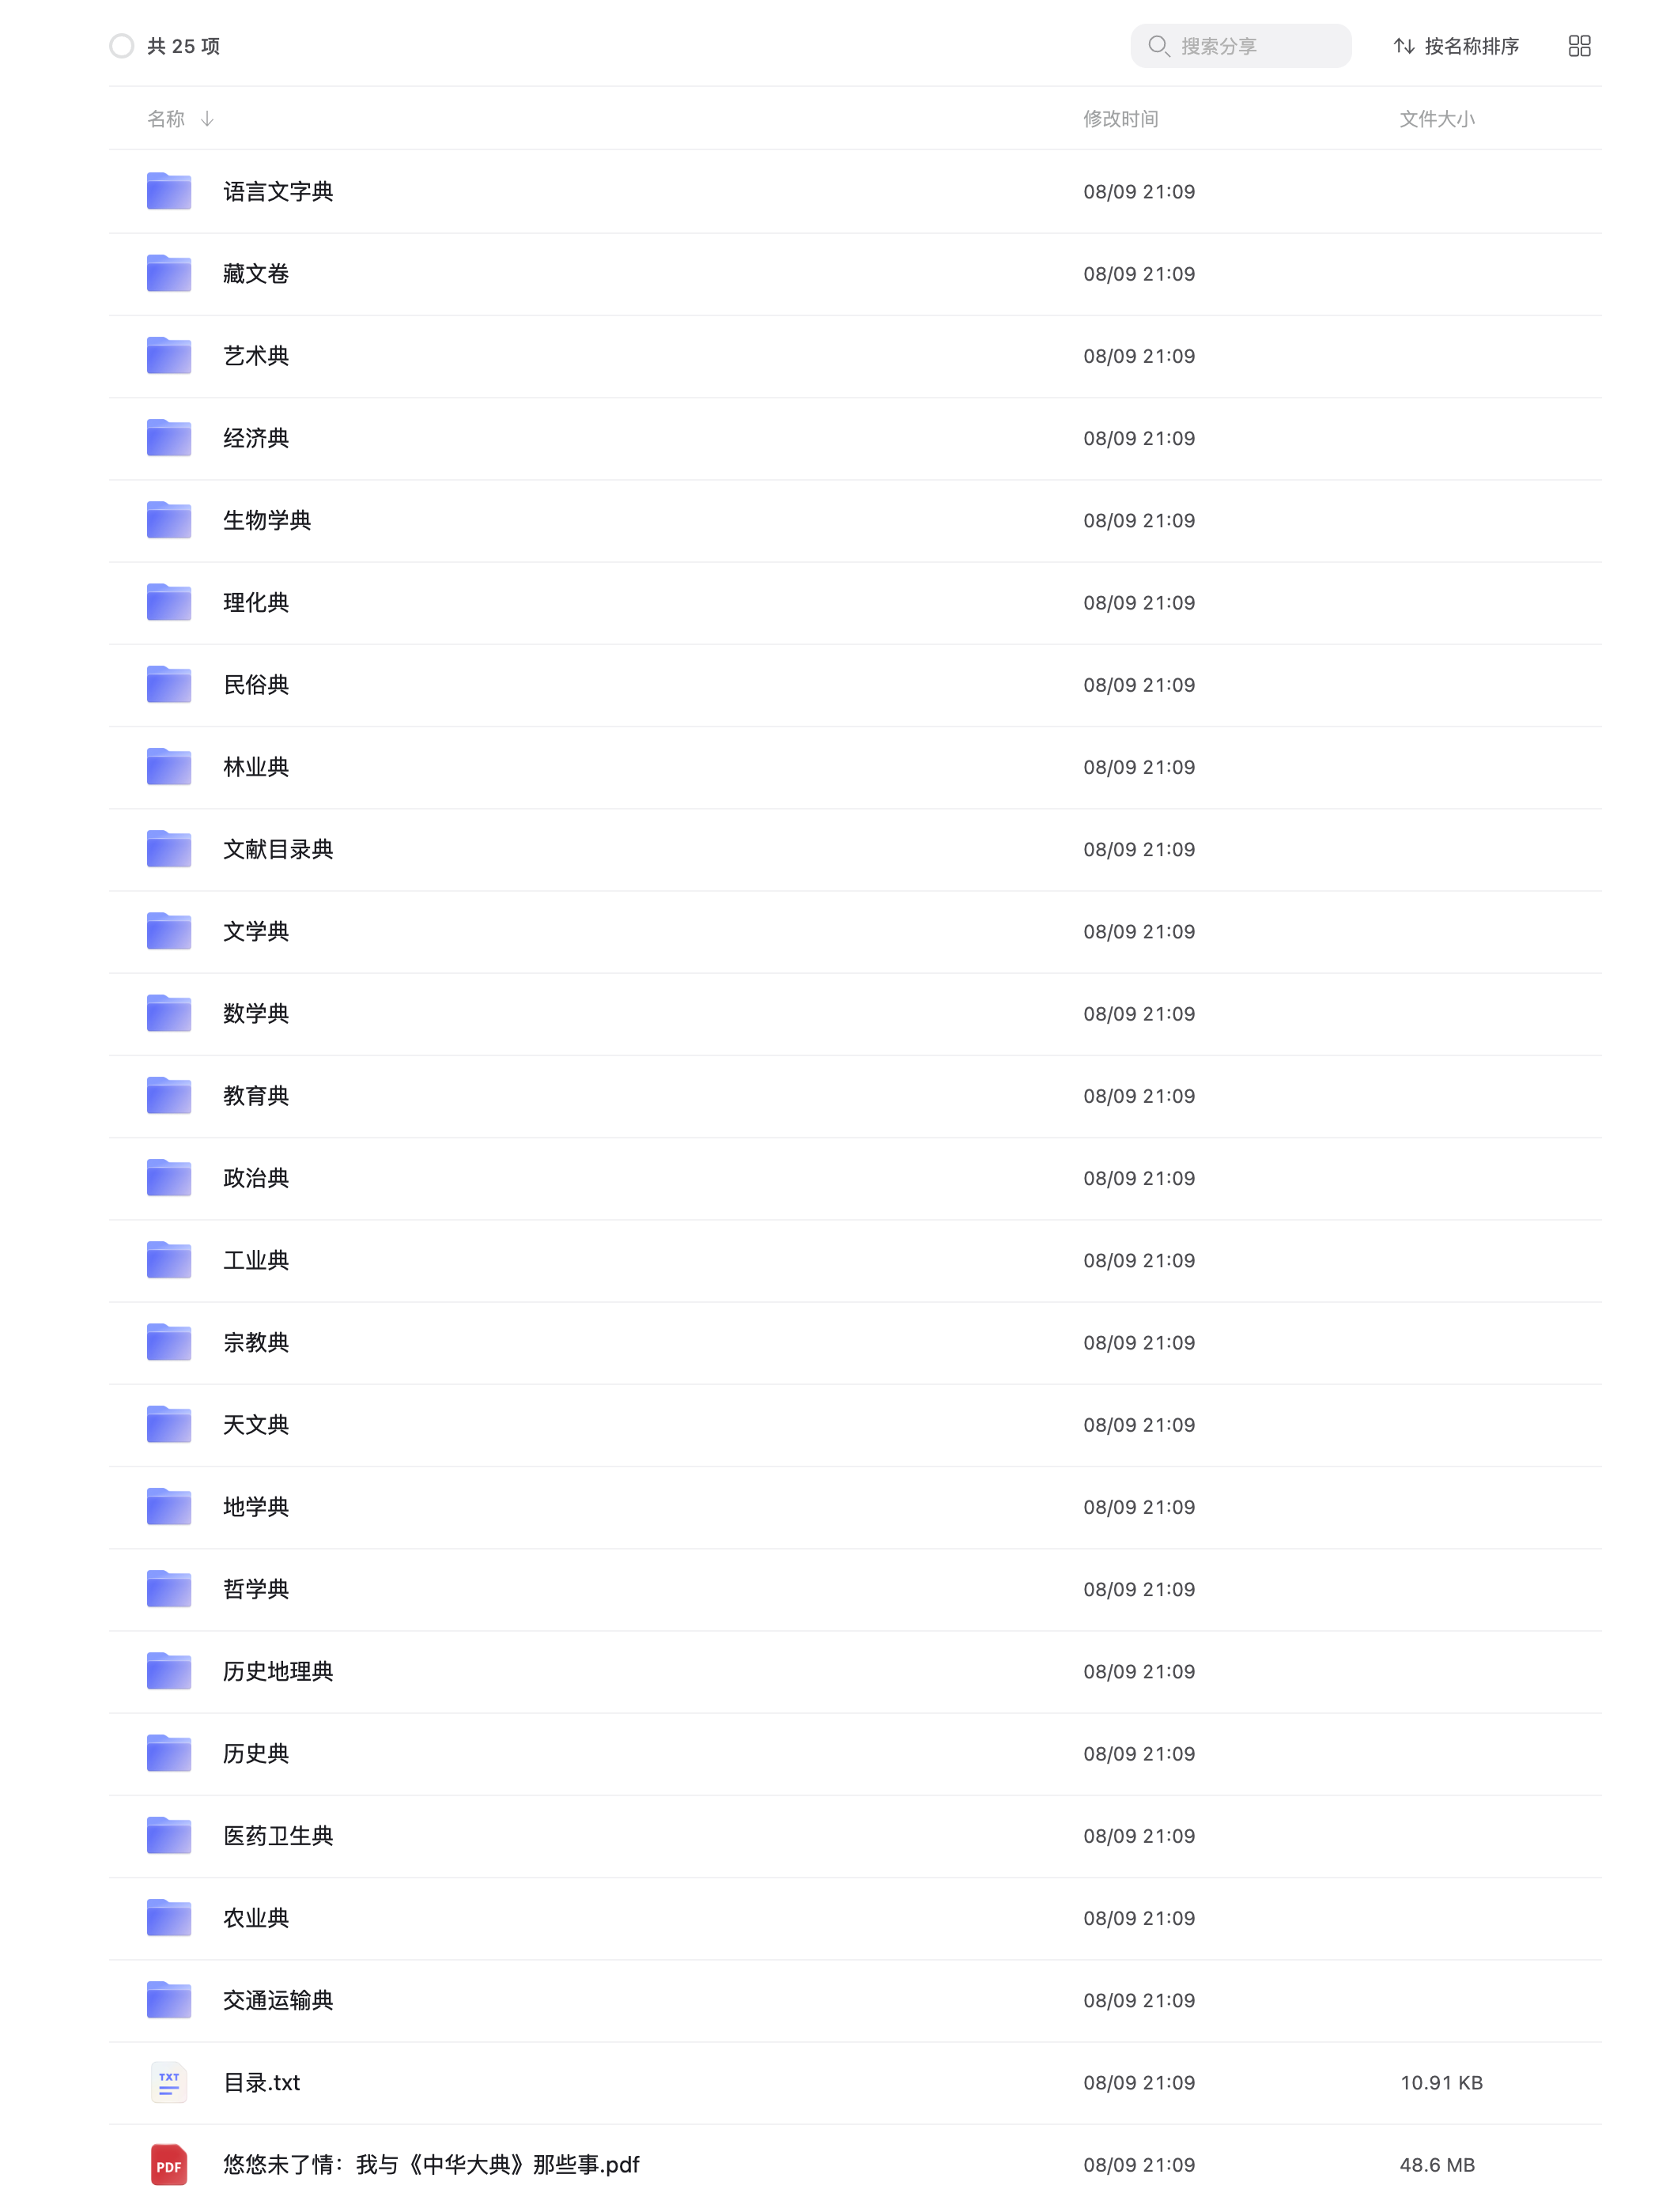 共 25 项
搜索分享
按名称排序
名称 ↓ 修改时间 文件大小
语言文字典 08/09 21:09
藏文卷 08/09 21:09
艺术典 08/09 21:09
经济典 08/09 21:09
生物学典 08/09 21:09
理化典 08/09 21:09
民俗典 08/09 21:09
林业典 08/09 21:09
文献目录典 08/09 21:09
文学典 08/09 21:09
数学典 08/09 21:09
教育典 08/09 21:09
政治典 08/09 21:09
工业典 08/09 21:09
宗教典 08/09 21:09
天文典 08/09 21:09
地学典 08/09 21:09
哲学典 08/09 21:09
历史地理典 08/09 21:09
历史典 08/09 21:09
医药卫生典 08/09 21:09
农业典 08/09 21:09
交通运输典 08/09 21:09
TXT 目录.txt 08/09 21:09 10.91 KB
PDF 悠悠未了情：我与《中华大典》那些事.pdf 08/09 21:09 48.6 MB